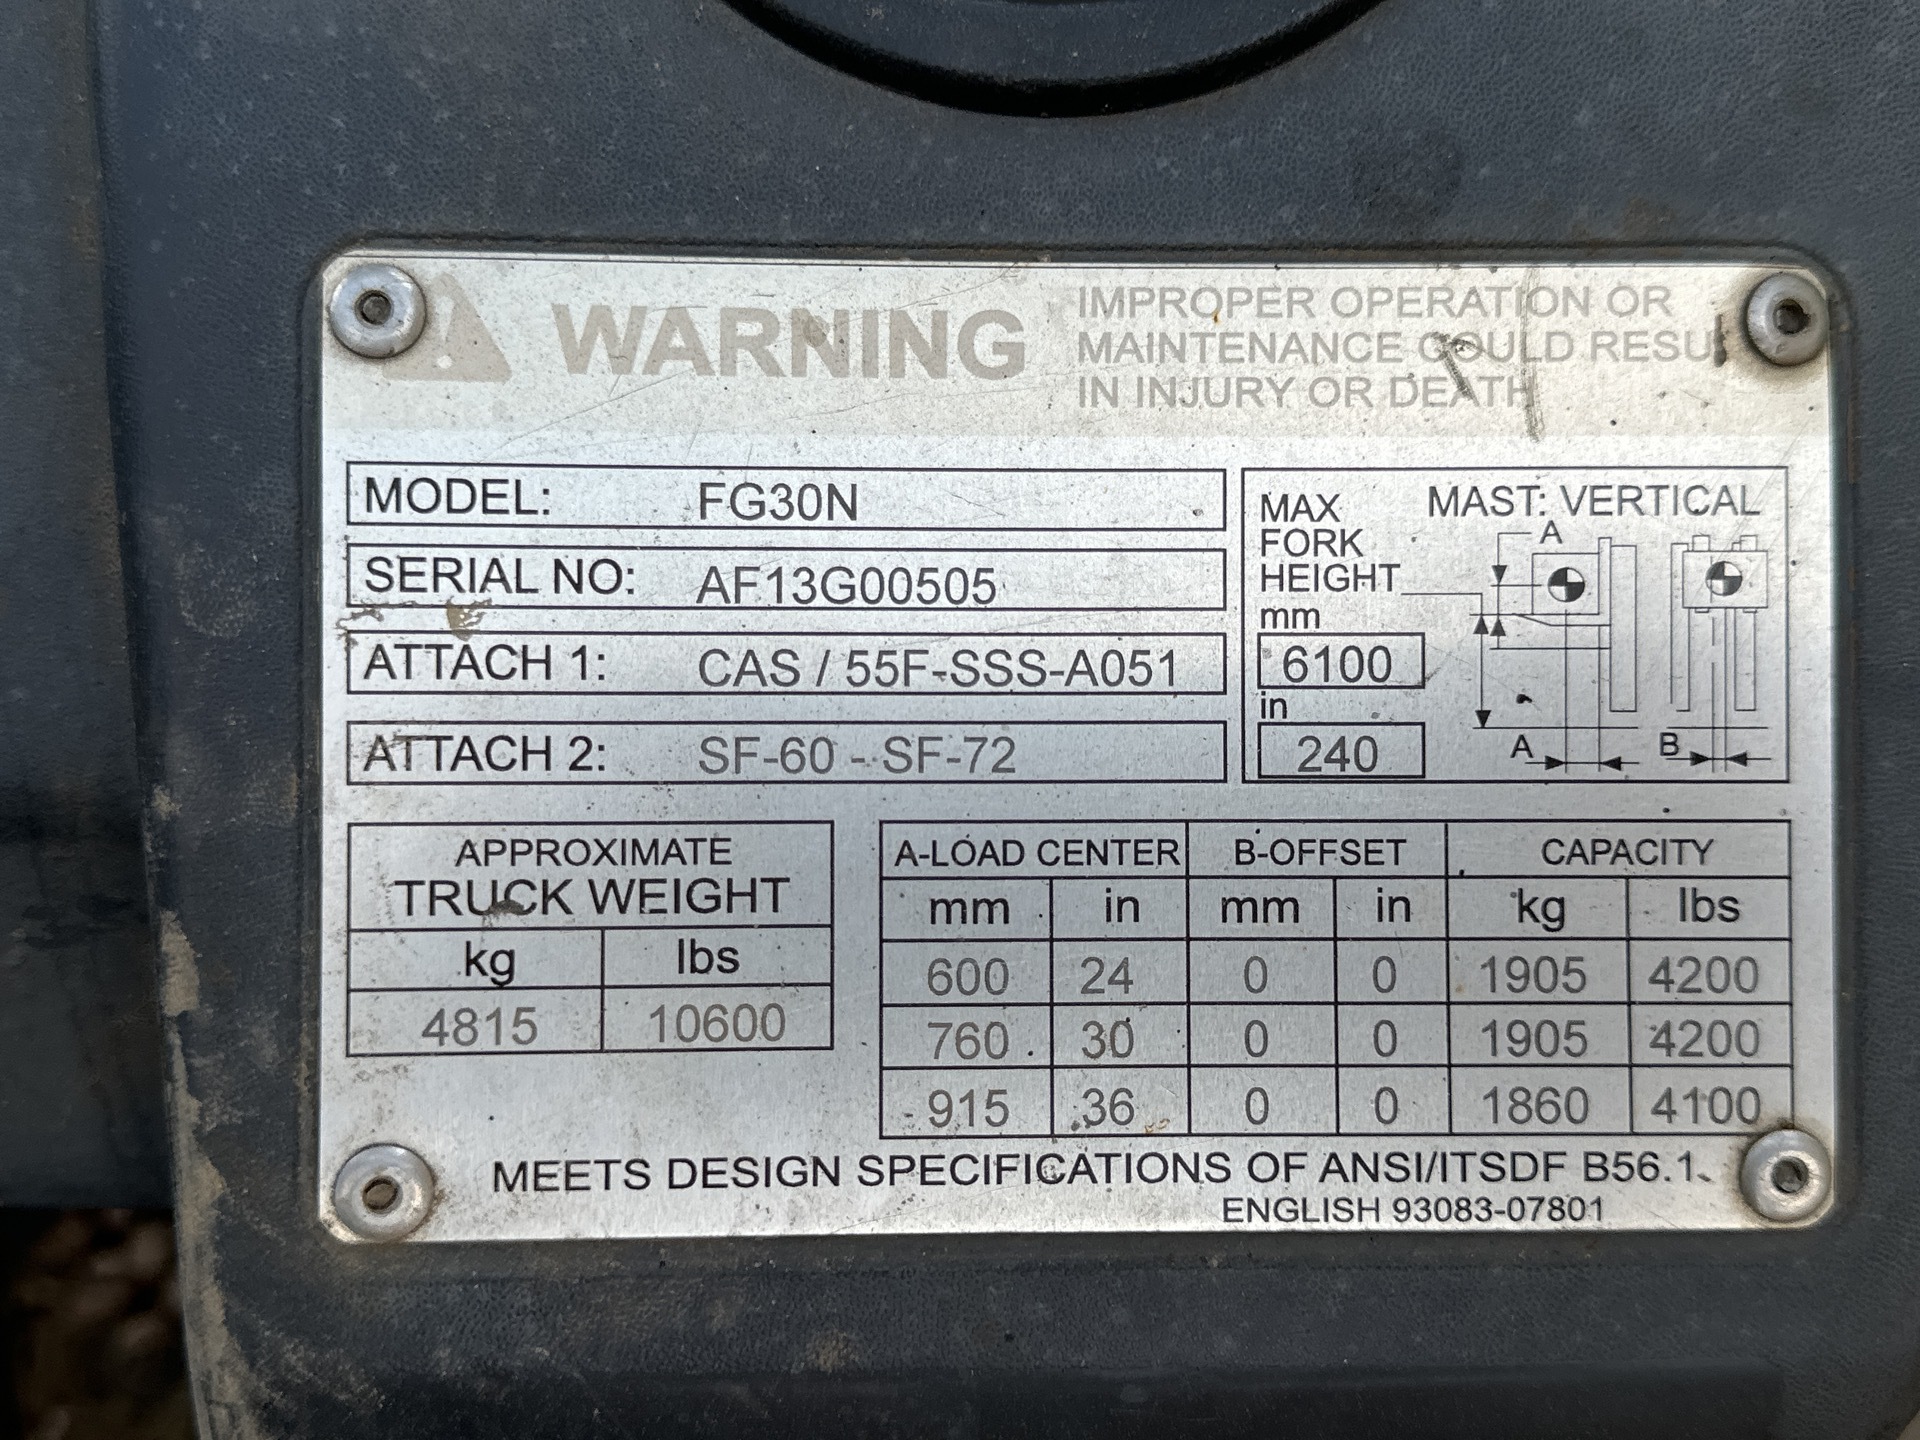 WARNING
IMPROPER OPERATION OR
MAINTENANCE COULD RESU
IN INJURY OR DEATH
MODEL: FG30N
SERIAL NO: AF13G00505
ATTACH 1: CAS / 55F-SSS-A051
ATTACH 2: SF-60 - SF-72
MAX MAST: VERTICAL
FORK A
HEIGHT
mm
6100
in
240
A B
APPROXIMATE
TRUCK WEIGHT
kg lbs
4815 10600
A-LOAD CENTER B-OFFSET CAPACITY
mm in mm in kg lbs
600 24 0 0 1905 4200
760 30 0 0 1905 4200
915 36 0 0 1860 4100
MEETS DESIGN SPECIFICATIONS OF ANSI/ITSDF B56.1.
ENGLISH 93083-07801